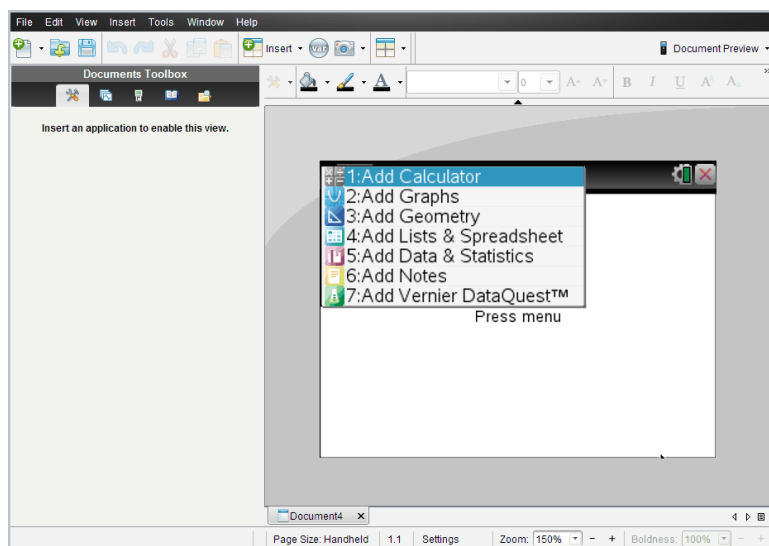 File Edit View Insert Tools Window Help
Insert Var Document Preview
Documents Toolbox
0 A A B I U A A
Insert an application to enable this view.
1:Add Calculator
2:Add Graphs
3:Add Geometry
4:Add Lists & Spreadsheet
5:Add Data & Statistics
6:Add Notes
7:Add Vernier DataQuest™
Press menu
Document4
Page Size: Handheld 1.1 Settings Zoom: 150% - + Boldness: 100% - +